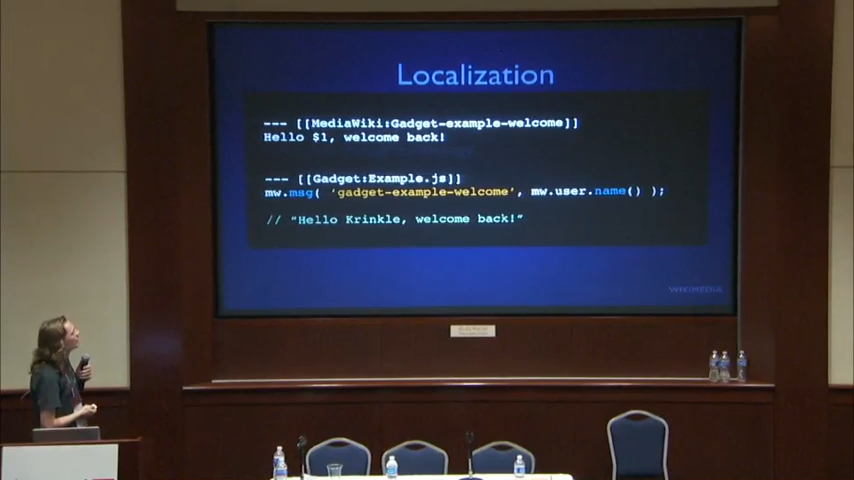 Localization
--- [[MediaWiki:Gadget-example-welcome]]
Hello $1, welcome back!
--- [[Gadget:Example.js]]
mw.msg( 'gadget-example-welcome', mw.user.name() );
// "Hello Krinkle, welcome back!"
WIKIMEDIA